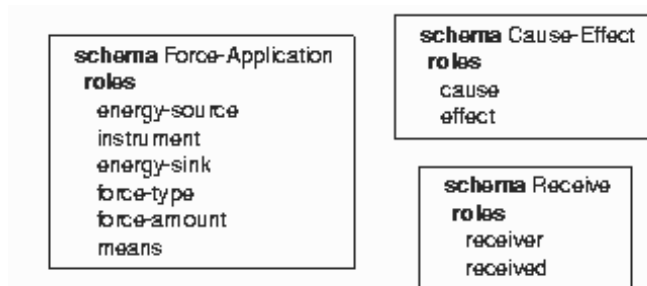 schema Force-Application
roles
energy-source
instrument
energy-sink
force-type
force-amount
means
schema Cause-Effect
roles
cause
effect
schema Receive
roles
receiver
received